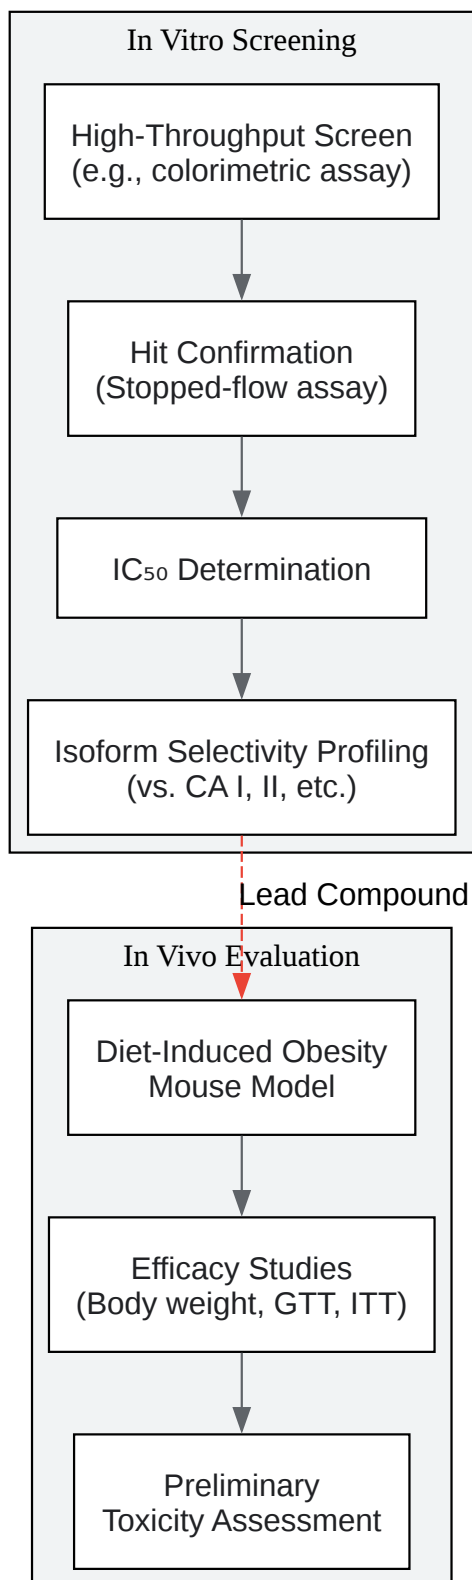 In Vitro Screening
High-Throughput Screen
(e.g., colorimetric assay)
Hit Confirmation
(Stopped-flow assay)
IC₅₀ Determination
Isoform Selectivity Profiling
(vs. CA I, II, etc.)
Lead Compound
In Vivo Evaluation
Diet-Induced Obesity
Mouse Model
Efficacy Studies
(Body weight, GTT, ITT)
Preliminary
Toxicity Assessment